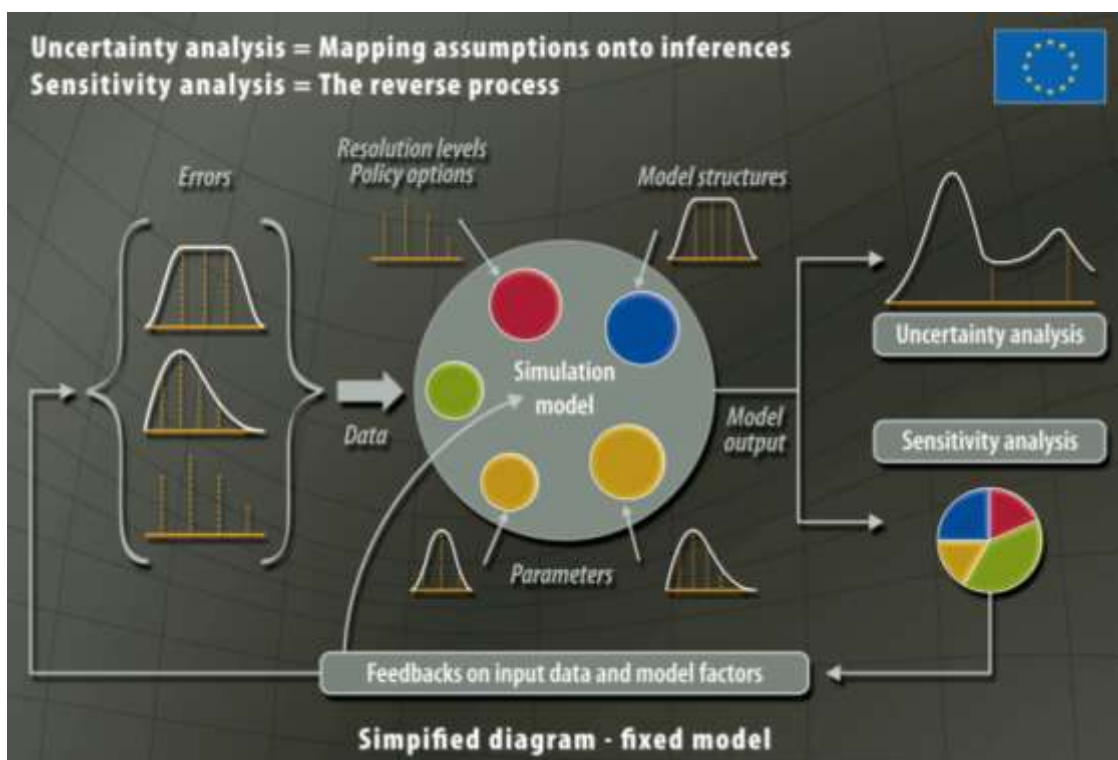 Uncertainty analysis = Mapping assumptions onto inferences
Sensitivity analysis = The reverse process
Errors
Resolution levels
Policy options
Model structures
Uncertainty analysis
Simulation
model
Data
Model
output
Sensitivity analysis
Parameters
Feedbacks on input data and model factors
Simpified diagram - fixed model